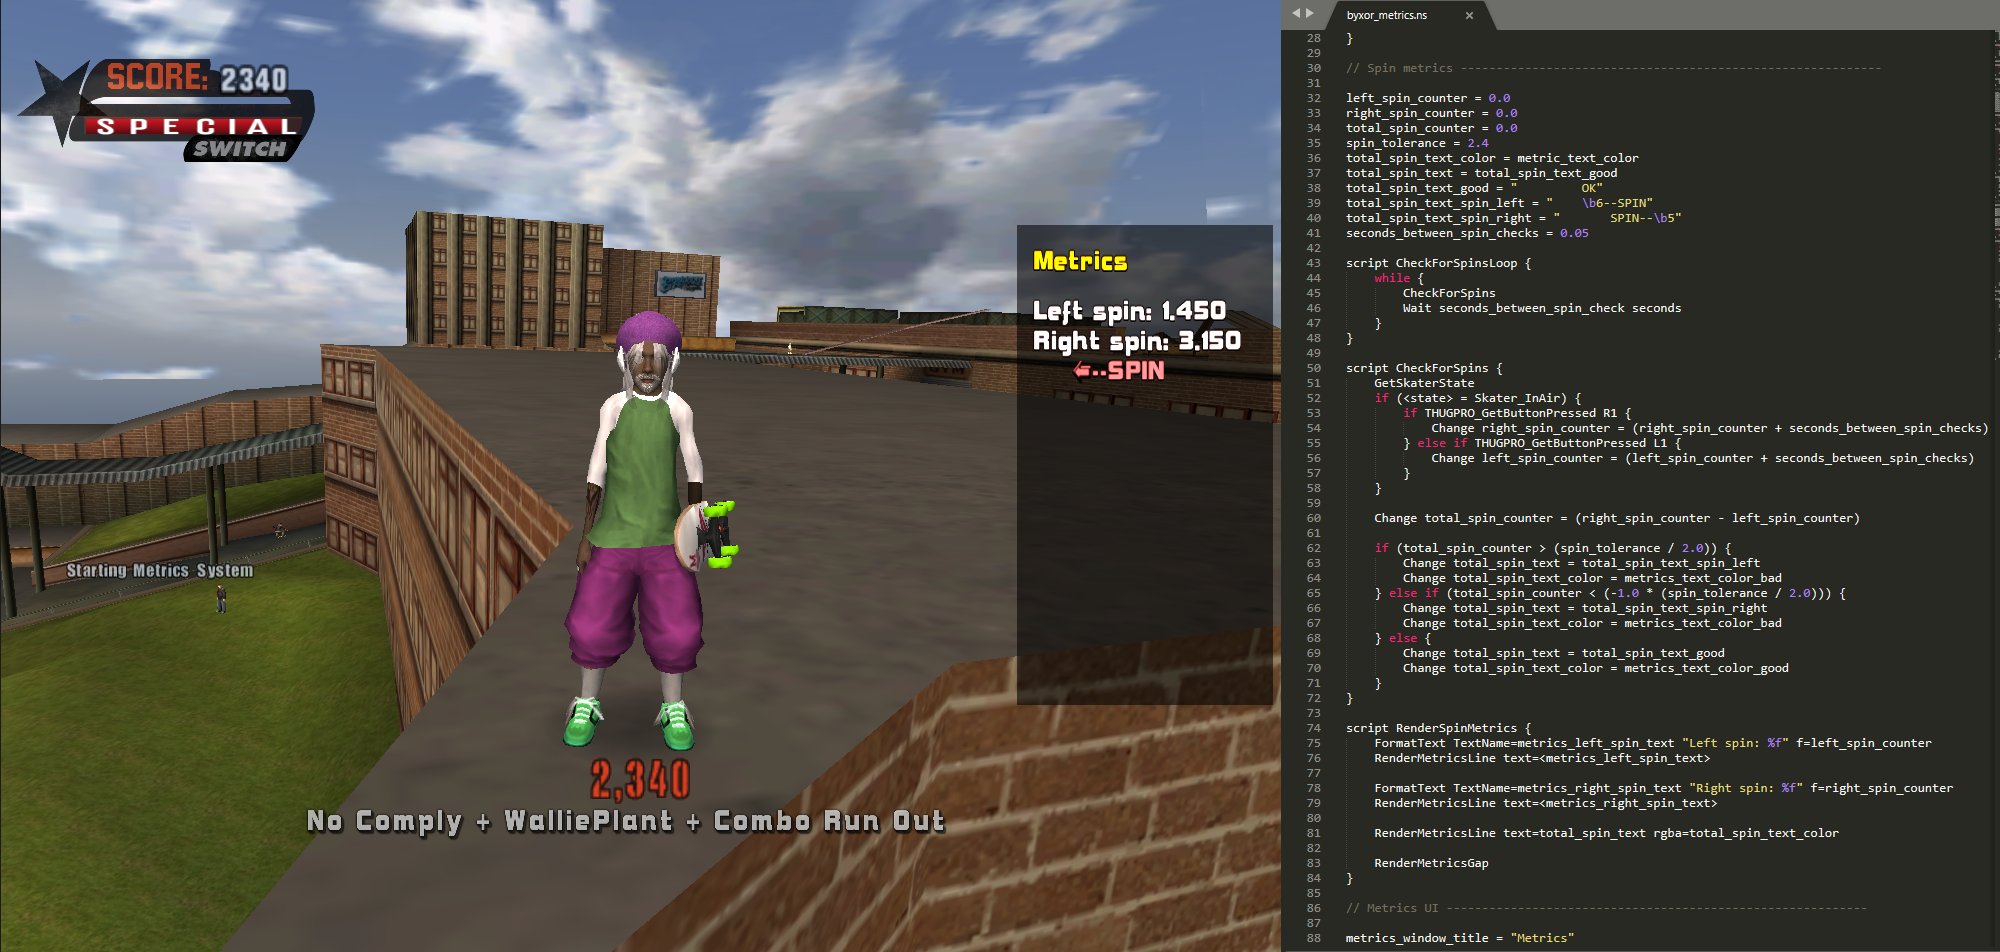 SCORE: 2340
SPECIAL
SWITCH
Metrics
Left spin: 1.450
Right spin: 3.150
--SPIN
Starting Metrics System
2,340
No Comply + WalliePlant + Combo Run Out
byxor_metrics.ns ×
28 }
29
30 // Spin metrics -----------------------------------------------------------
31
32 left_spin_counter = 0.0
33 right_spin_counter = 0.0
34 total_spin_counter = 0.0
35 spin_tolerance = 2.4
36 total_spin_text_color = metric_text_color
37 total_spin_text = total_spin_text_good
38 total_spin_text_good = "         OK"
39 total_spin_text_spin_left = "    \b6--SPIN"
40 total_spin_text_spin_right = "       SPIN--\b5"
41 seconds_between_spin_checks = 0.05
42
43 script CheckForSpinsLoop {
44     while {
45         CheckForSpins
46         Wait seconds_between_spin_check seconds
47     }
48 }
49
50 script CheckForSpins {
51     GetSkaterState
52     if (<state> = Skater_InAir) {
53         if THUGPRO_GetButtonPressed R1 {
54             Change right_spin_counter = (right_spin_counter + seconds_between_spin_checks)
55         } else if THUGPRO_GetButtonPressed L1 {
56             Change left_spin_counter = (left_spin_counter + seconds_between_spin_checks)
57         }
58     }
59
60     Change total_spin_counter = (right_spin_counter - left_spin_counter)
61
62     if (total_spin_counter > (spin_tolerance / 2.0)) {
63         Change total_spin_text = total_spin_text_spin_left
64         Change total_spin_text_color = metrics_text_color_bad
65     } else if (total_spin_counter < (-1.0 * (spin_tolerance / 2.0))) {
66         Change total_spin_text = total_spin_text_spin_right
67         Change total_spin_text_color = metrics_text_color_bad
68     } else {
69         Change total_spin_text = total_spin_text_good
70         Change total_spin_text_color = metrics_text_color_good
71     }
72 }
73
74 script RenderSpinMetrics {
75     FormatText TextName=metrics_left_spin_text "Left spin: %f" f=left_spin_counter
76     RenderMetricsLine text=<metrics_left_spin_text>
77
78     FormatText TextName=metrics_right_spin_text "Right spin: %f" f=right_spin_counter
79     RenderMetricsLine text=<metrics_right_spin_text>
80
81     RenderMetricsLine text=total_spin_text rgba=total_spin_text_color
82
83     RenderMetricsGap
84 }
85
86 // Metrics UI -----------------------------------------------------------
87
88 metrics_window_title = "Metrics"